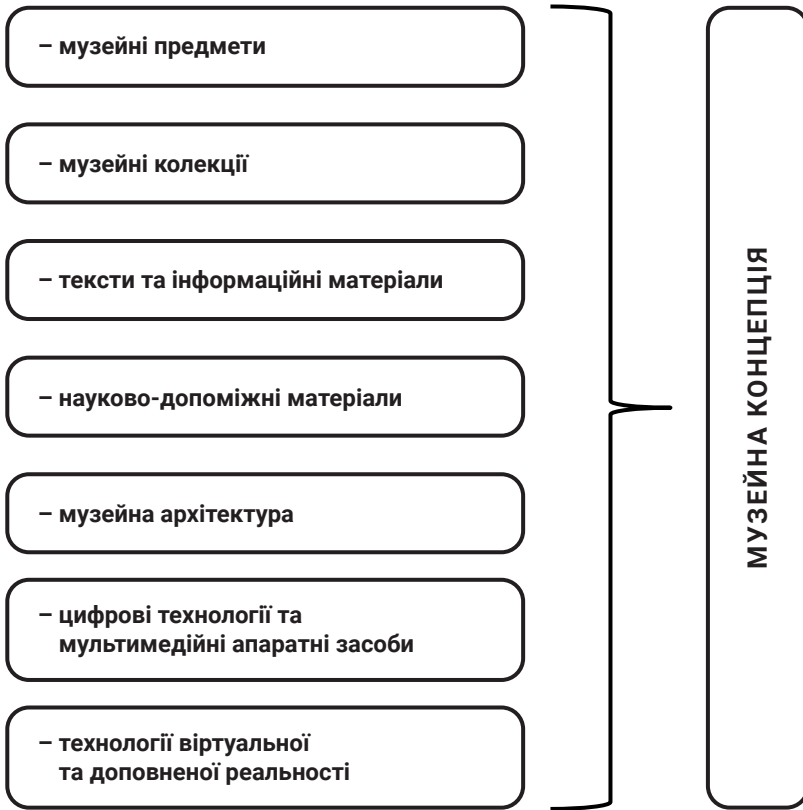 – музейні предмети
– музейні колекції
– тексти та інформаційні матеріали
– науково-допоміжні матеріали
– музейна архітектура
– цифрові технології та
мультимедійні апаратні засоби
– технології віртуальної
та доповненої реальності
МУЗЕЙНА КОНЦЕПЦІЯ